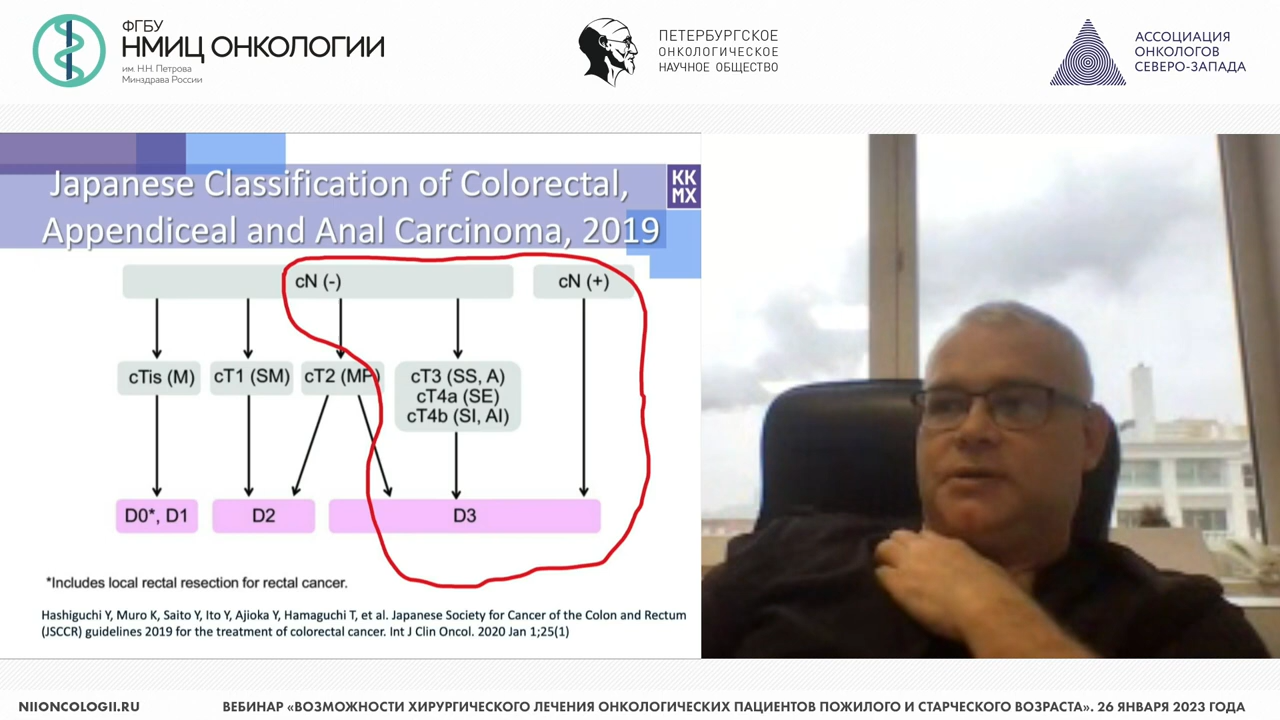 ФГБУ
НМИЦ ОНКОЛОГИИ
им. Н.Н. Петрова
Минздрава России
ПЕТЕРБУРГСКОЕ
ОНКОЛОГИЧЕСКОЕ
НАУЧНОЕ ОБЩЕСТВО
АССОЦИАЦИЯ
ОНКОЛОГОВ
СЕВЕРО-ЗАПАДА
Japanese Classification of Colorectal,
Appendiceal and Anal Carcinoma, 2019
КК
МХ
cN (-)
cN (+)
cTis (M)
cT1 (SM)
cT2 (MP)
cT3 (SS, A)
cT4a (SE)
cT4b (SI, AI)
D0*, D1
D2
D3
*Includes local rectal resection for rectal cancer.
Hashiguchi Y, Muro K, Saito Y, Ito Y, Ajioka Y, Hamaguchi T, et al. Japanese Society for Cancer of the Colon and Rectum
(JSCCR) guidelines 2019 for the treatment of colorectal cancer. Int J Clin Oncol. 2020 Jan 1;25(1)
NIIONCOLOGII.RU
ВЕБИНАР «ВОЗМОЖНОСТИ ХИРУРГИЧЕСКОГО ЛЕЧЕНИЯ ОНКОЛОГИЧЕСКИХ ПАЦИЕНТОВ ПОЖИЛОГО И СТАРЧЕСКОГО ВОЗРАСТА». 26 ЯНВАРЯ 2023 ГОДА